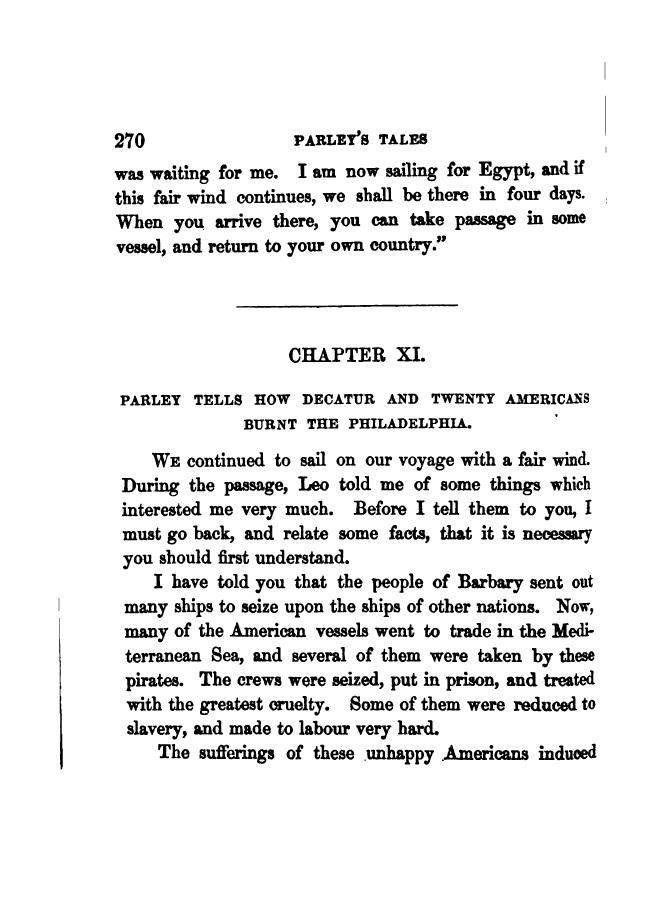 270 PARLEY'S TALES
was waiting for me. I am now sailing for Egypt, and if
this fair wind continues, we shall be there in four days.
When you arrive there, you can take passage in some
vessel, and return to your own country."
CHAPTER XI.
PARLEY TELLS HOW DECATUR AND TWENTY AMERICANS
BURNT THE PHILADELPHIA.
WE continued to sail on our voyage with a fair wind.
During the passage, Leo told me of some things which
interested me very much. Before I tell them to you, I
must go back, and relate some facts, that it is necessary
you should first understand.
I have told you that the people of Barbary sent out
many ships to seize upon the ships of other nations. Now,
many of the American vessels went to trade in the Medi-
terranean Sea, and several of them were taken by these
pirates. The crews were seized, put in prison, and treated
with the greatest cruelty. Some of them were reduced to
slavery, and made to labour very hard.
The sufferings of these unhappy Americans induced